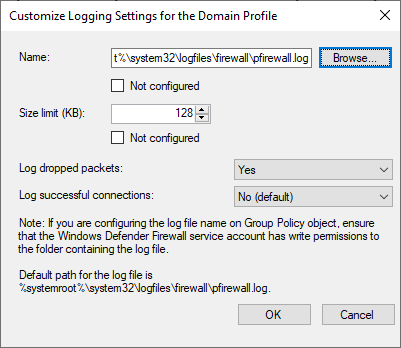 Customize Logging Settings for the Domain Profile
Name:
t%\system32\logfiles\firewall\pfirewall.log
Browse...
Not configured
Size limit (KB):
128
Not configured
Log dropped packets:
Yes
Log successful connections:
No (default)
Note: If you are configuring the log file name on Group Policy object, ensure
that the Windows Defender Firewall service account has write permissions to
the folder containing the log file.
Default path for the log file is
%systemroot%\system32\logfiles\firewall\pfirewall.log.
OK
Cancel